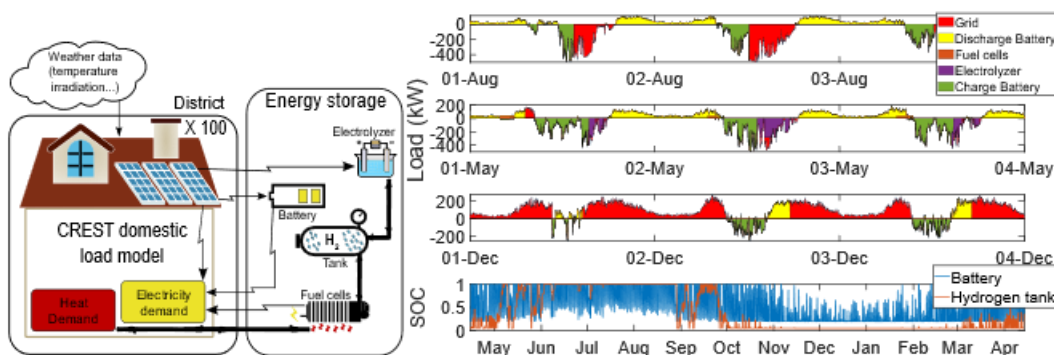 Weather data
(temperature
irradiation...)
District
X 100
CREST domestic
load model
Heat
Demand
Electricity
demand
Energy storage
Electrolyzer
Battery
H2
Tank
Fuel cells
Load (kW)
0
-200
-400
01-Aug
02-Aug
03-Aug
Grid
Discharge Battery
Fuel cells
Electrolyzer
Charge Battery
200
0
-200
-400
01-May
02-May
03-May
04-May
200
0
-200
01-Dec
02-Dec
03-Dec
04-Dec
SOC
1
0.5
0
Battery
Hydrogen tank
May Jun Jul Aug Sep Oct Nov Dec Jan Feb Mar Apr